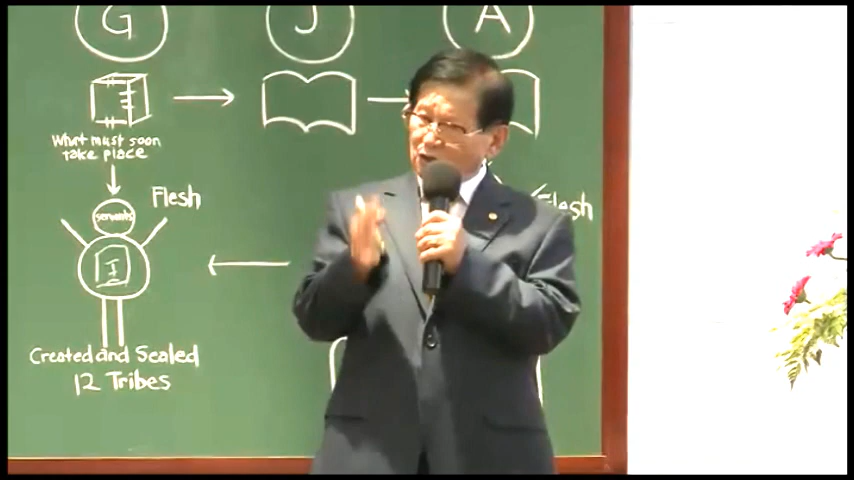 G J A
What must soon
take place
Flesh
servants
Flesh
I
Created and Sealed
12 Tribes